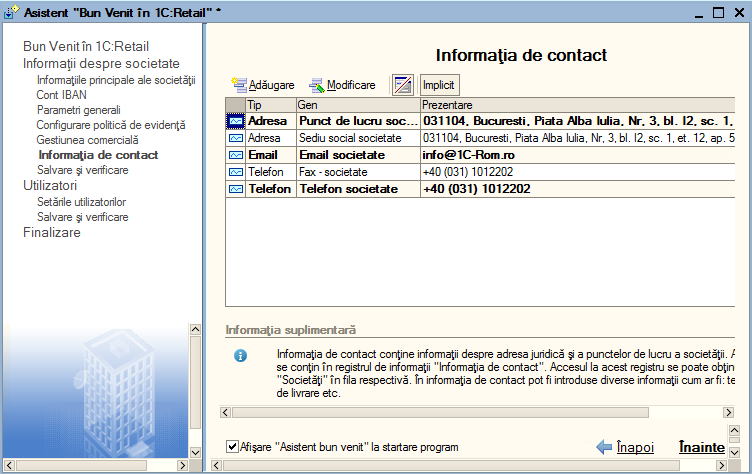 Asistent "Bun Venit în 1C:Retail" *
Bun Venit în 1C:Retail
Informaţii despre societate
Informaţiile principale ale societăţii
Cont IBAN
Parametri generali
Configurare politică de evidenţă
Gestiunea comercială
Informaţia de contact
Salvare şi verificare
Utilizatori
Setările utilizatorilor
Salvare şi verificare
Finalizare
Informaţia de contact
Adăugare Modificare Implicit
Tip Gen Prezentare
Adresa Punct de lucru soc... 031104, Bucuresti, Piata Alba Iulia, Nr, 3, bl. I2, sc. 1,
Adresa Sediu social societate 031104, Bucuresti, Piata Alba Iulia, Nr, 3, bl. I2, sc. 1, et. 12, ap. 5
Email Email societate info@1C-Rom.ro
Telefon Fax - societate +40 (031) 1012202
Telefon Telefon societate +40 (031) 1012202
Informaţia suplimentară
Informaţia de contact conţine informaţii despre adresa juridică şi a punctelor de lucru a societăţii. A
se conţin în registrul de informaţii "Informaţia de contact". Accesul la acest registru se poate obţine
"Societăţi" în fila respectivă. În informaţia de contact pot fi introduse diverse informaţii cum ar fi: te
de livrare etc.
Afişare "Asistent bun venit" la startare program
Înapoi Înainte